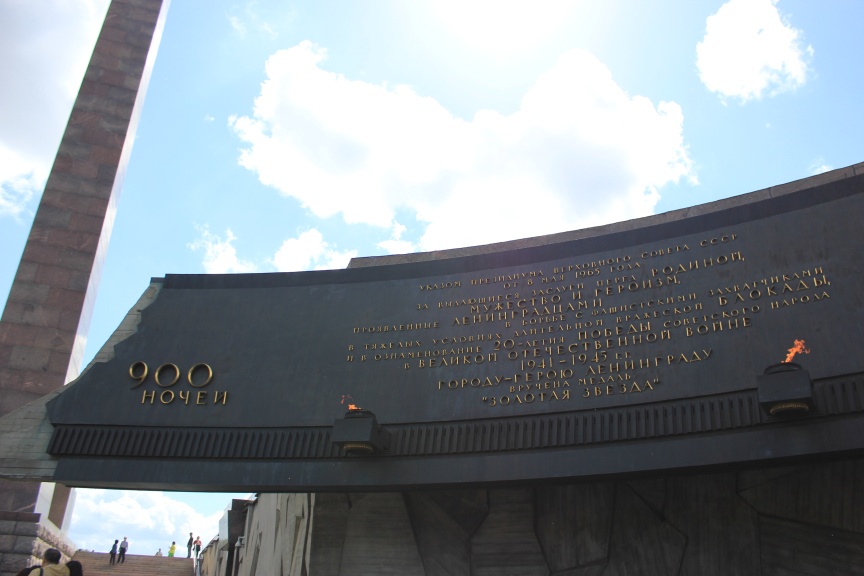 900
НОЧЕЙ
УКАЗОМ ПРЕЗИДИУМА ВЕРХОВНОГО СОВЕТА СССР
ОТ 8 МАЯ 1965 ГОДА
ЗА ВЫДАЮЩИЕСЯ ЗАСЛУГИ ПЕРЕД РОДИНОЙ,
МУЖЕСТВО И ГЕРОИЗМ,
ПРОЯВЛЕННЫЕ ЛЕНИНГРАДЦАМИ В БОРЬБЕ С ФАШИСТСКИМИ ЗАХВАТЧИКАМИ
В ТЯЖЕЛЫХ УСЛОВИЯХ ДЛИТЕЛЬНОЙ ВРАЖЕСКОЙ БЛОКАДЫ,
И В ОЗНАМЕНОВАНИЕ 20-ЛЕТИЯ ПОБЕДЫ СОВЕТСКОГО НАРОДА
В ВЕЛИКОЙ ОТЕЧЕСТВЕННОЙ ВОЙНЕ
1941-1945 гг.
ГОРОДУ-ГЕРОЮ ЛЕНИНГРАДУ
ВРУЧЕНА МЕДАЛЬ
"ЗОЛОТАЯ ЗВЕЗДА"